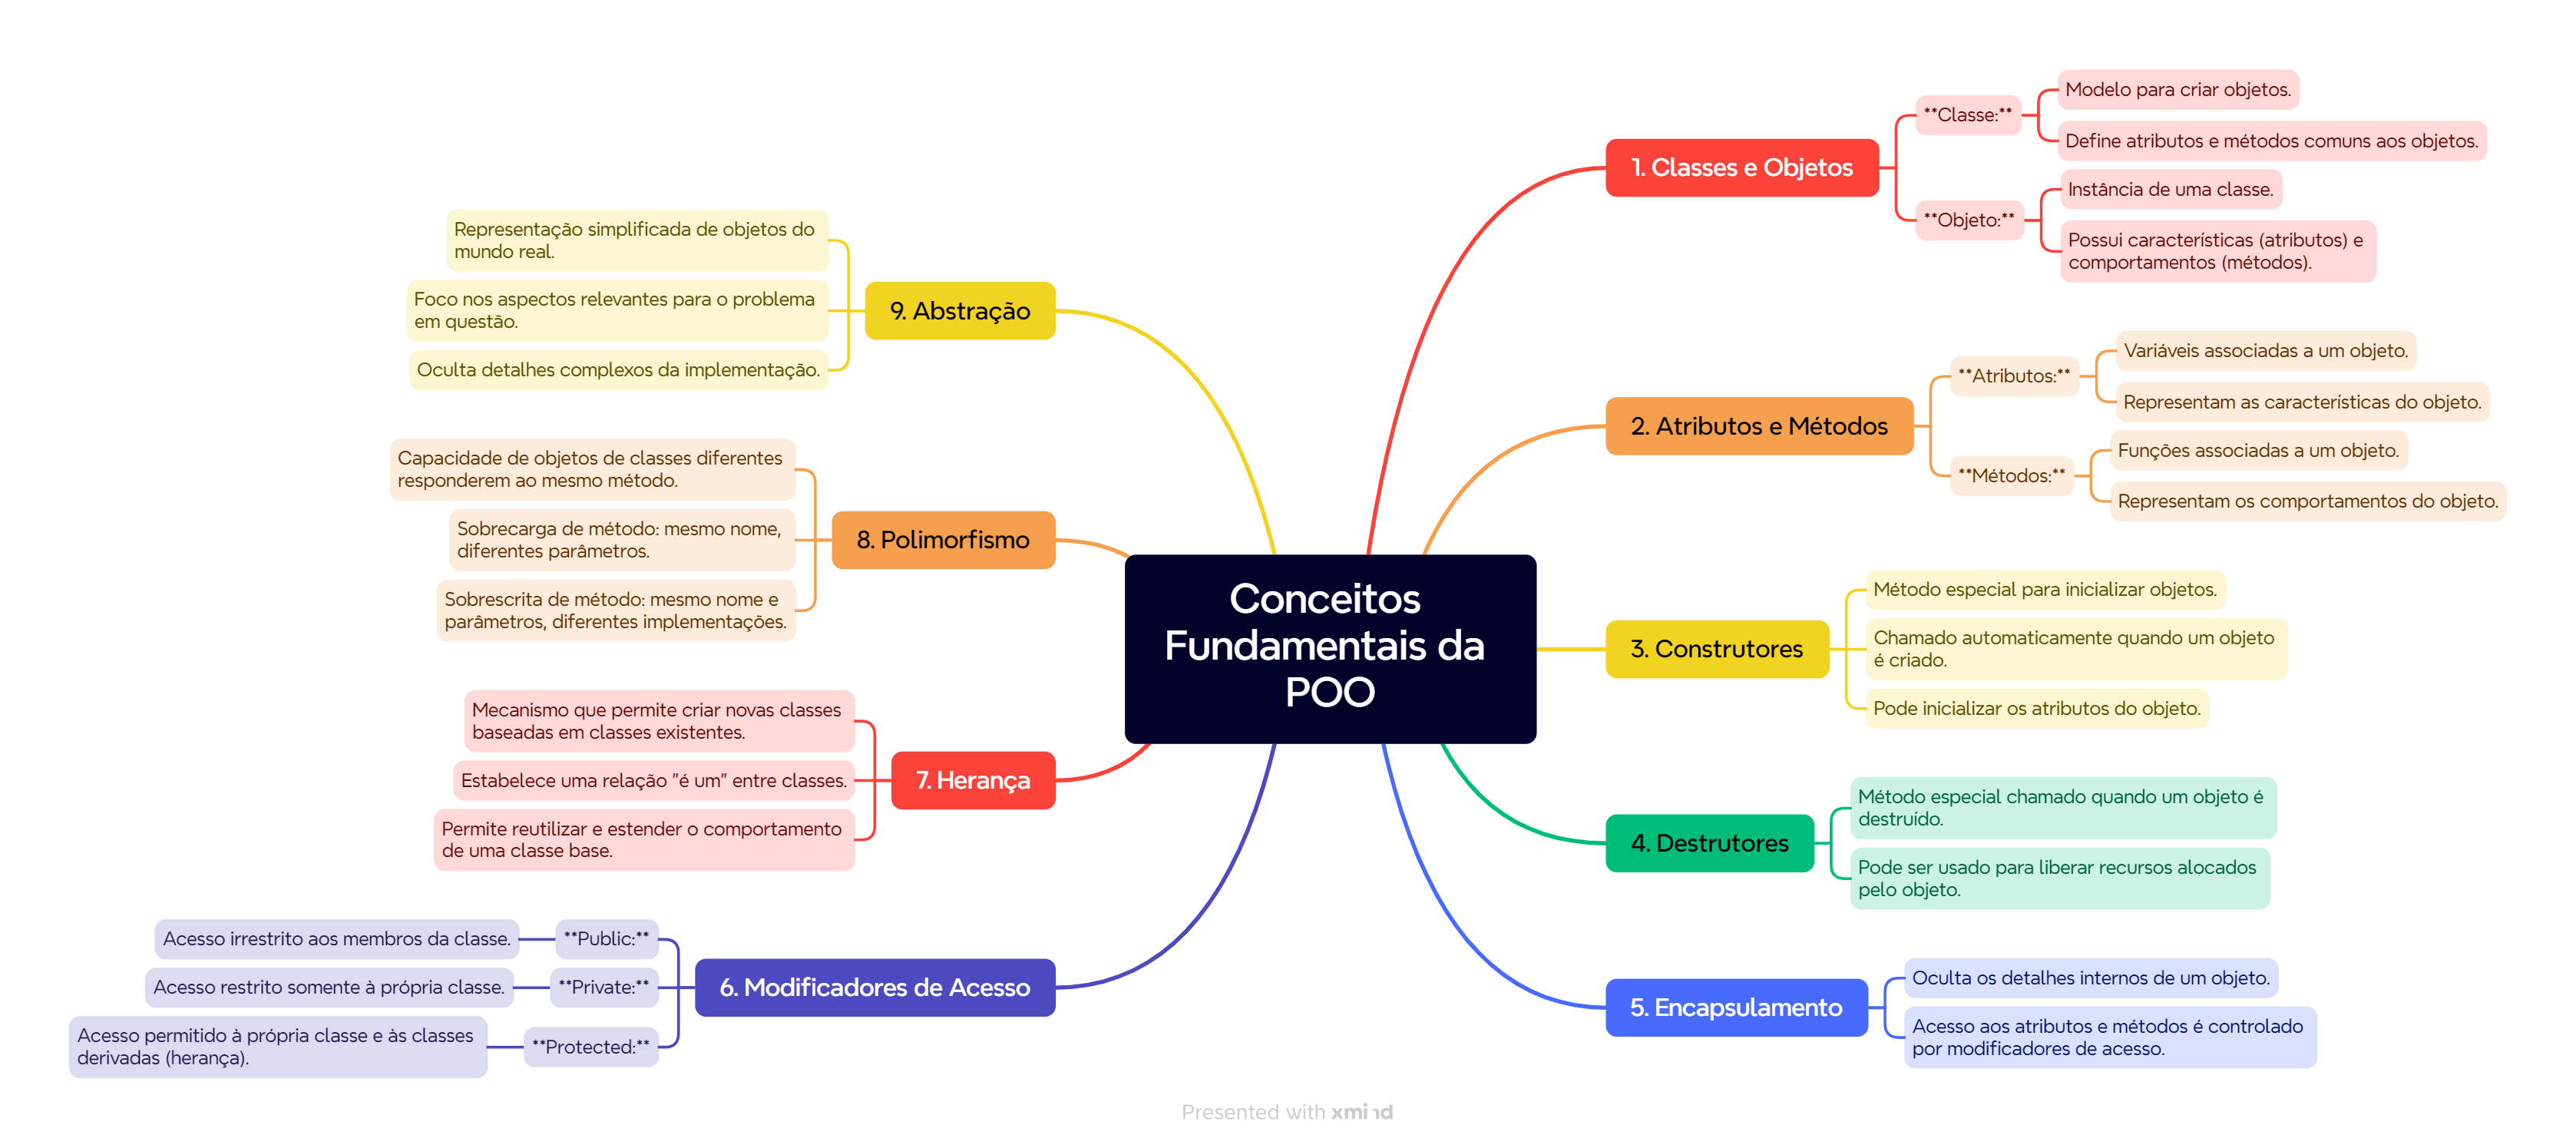 Conceitos
Fundamentais da
POO
1. Classes e Objetos
**Classe:**
Modelo para criar objetos.
Define atributos e métodos comuns aos objetos.
**Objeto:**
Instância de uma classe.
Possui características (atributos) e
comportamentos (métodos).
2. Atributos e Métodos
**Atributos:**
Variáveis associadas a um objeto.
Representam as características do objeto.
**Métodos:**
Funções associadas a um objeto.
Representam os comportamentos do objeto.
3. Construtores
Método especial para inicializar objetos.
Chamado automaticamente quando um objeto
é criado.
Pode inicializar os atributos do objeto.
4. Destrutores
Método especial chamado quando um objeto é
destruído.
Pode ser usado para liberar recursos alocados
pelo objeto.
5. Encapsulamento
Oculta os detalhes internos de um objeto.
Acesso aos atributos e métodos é controlado
por modificadores de acesso.
6. Modificadores de Acesso
**Public:**
Acesso irrestrito aos membros da classe.
**Private:**
Acesso restrito somente à própria classe.
**Protected:**
Acesso permitido à própria classe e às classes
derivadas (herança).
7. Herança
Mecanismo que permite criar novas classes
baseadas em classes existentes.
Estabelece uma relação "é um" entre classes.
Permite reutilizar e estender o comportamento
de uma classe base.
8. Polimorfismo
Capacidade de objetos de classes diferentes
responderem ao mesmo método.
Sobrecarga de método: mesmo nome,
diferentes parâmetros.
Sobrescrita de método: mesmo nome e
parâmetros, diferentes implementações.
9. Abstração
Representação simplificada de objetos do
mundo real.
Foco nos aspectos relevantes para o problema
em questão.
Oculta detalhes complexos da implementação.
Presented with xmind